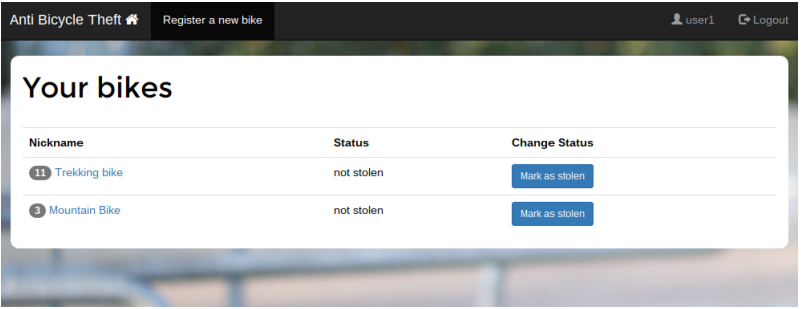 Anti Bicycle Theft Register a new bike user1 Logout
Your bikes
Nickname Status Change Status
11 Trekking bike not stolen Mark as stolen
3 Mountain Bike not stolen Mark as stolen